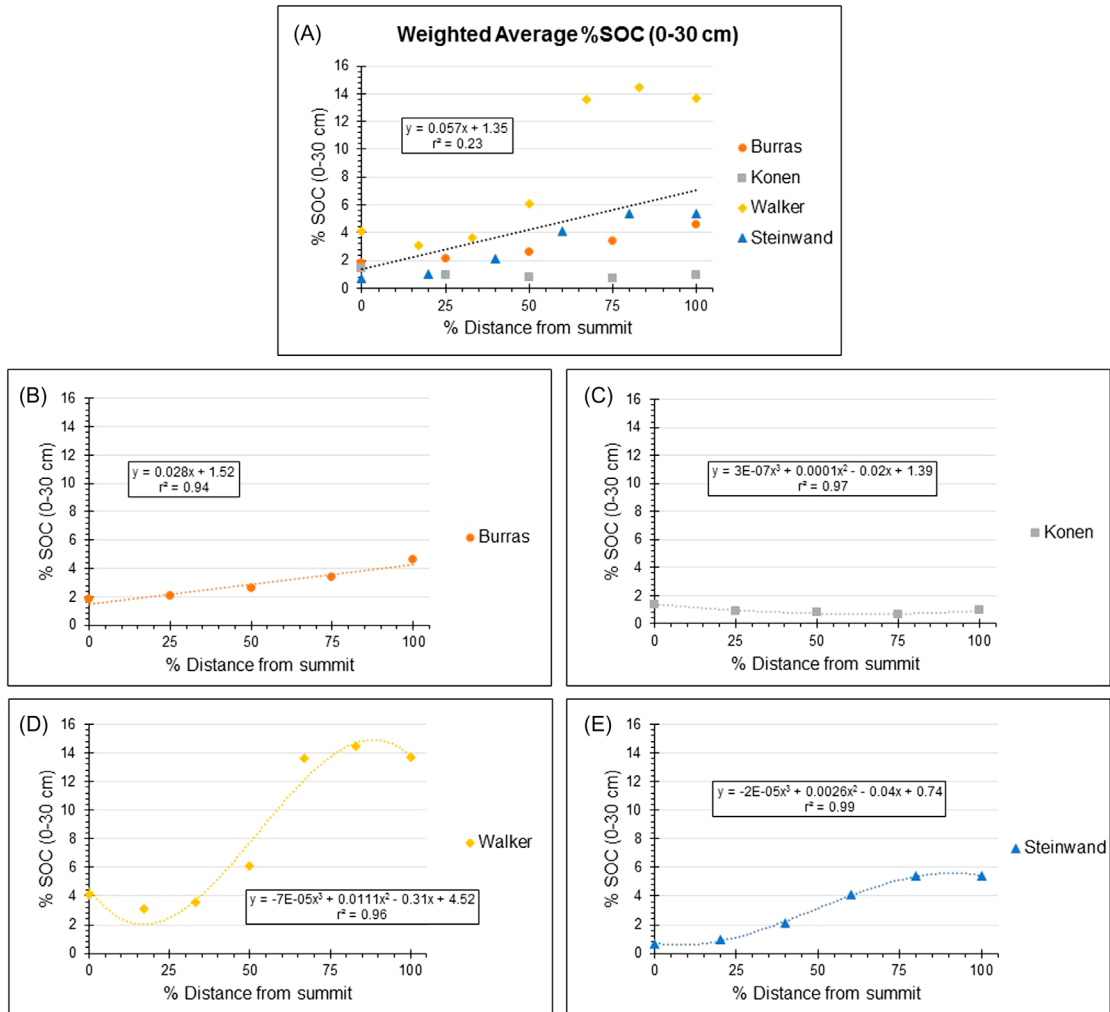 (A)
Weighted Average %SOC (0-30 cm)
% SOC (0-30 cm)
16
14
12
10
8
6
4
2
0
y = 0.057x + 1.35
r² = 0.23
0 25 50 75 100
% Distance from summit
Burras
Konen
Walker
Steinwand
(B)
% SOC (0-30 cm)
16
14
12
10
8
6
4
2
0
y = 0.028x + 1.52
r² = 0.94
0 25 50 75 100
% Distance from summit
Burras
(C)
% SOC (0-30 cm)
16
14
12
10
8
6
4
2
0
y = 3E-07x³ + 0.0001x² - 0.02x + 1.39
r² = 0.97
0 25 50 75 100
% Distance from summit
Konen
(D)
% SOC (0-30 cm)
16
14
12
10
8
6
4
2
0
y = -7E-05x³ + 0.0111x² - 0.31x + 4.52
r² = 0.96
0 25 50 75 100
% Distance from summit
Walker
(E)
% SOC (0-30 cm)
16
14
12
10
8
6
4
2
0
y = -2E-05x³ + 0.0026x² - 0.04x + 0.74
r² = 0.99
0 25 50 75 100
% Distance from summit
Steinwand